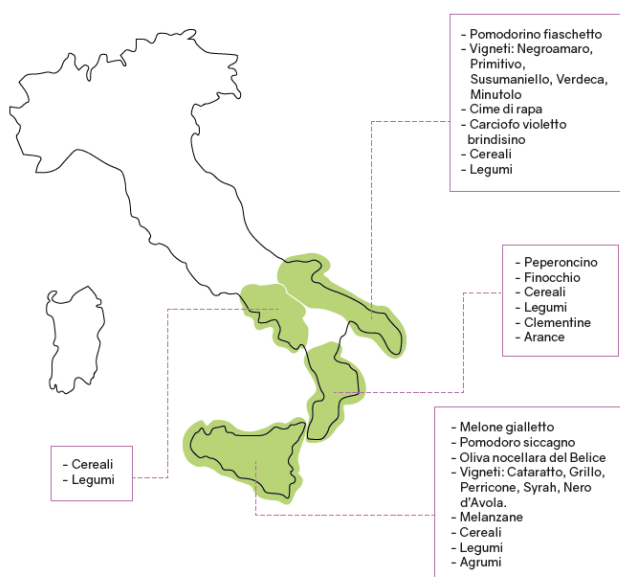 - Pomodorino fiaschetto
- Vigneti: Negroamaro,
Primitivo,
Susumaniello, Verdeca,
Minutolo
- Cime di rapa
- Carciofo violetto
brindisino
- Cereali
- Legumi
- Peperoncino
- Finocchio
- Cereali
- Legumi
- Clementine
- Arance
- Cereali
- Legumi
- Melone gialletto
- Pomodoro siccagno
- Oliva nocellara del Belice
- Vigneti: Cataratto, Grillo,
Perricone, Syrah, Nero
d'Avola.
- Melanzane
- Cereali
- Legumi
- Agrumi